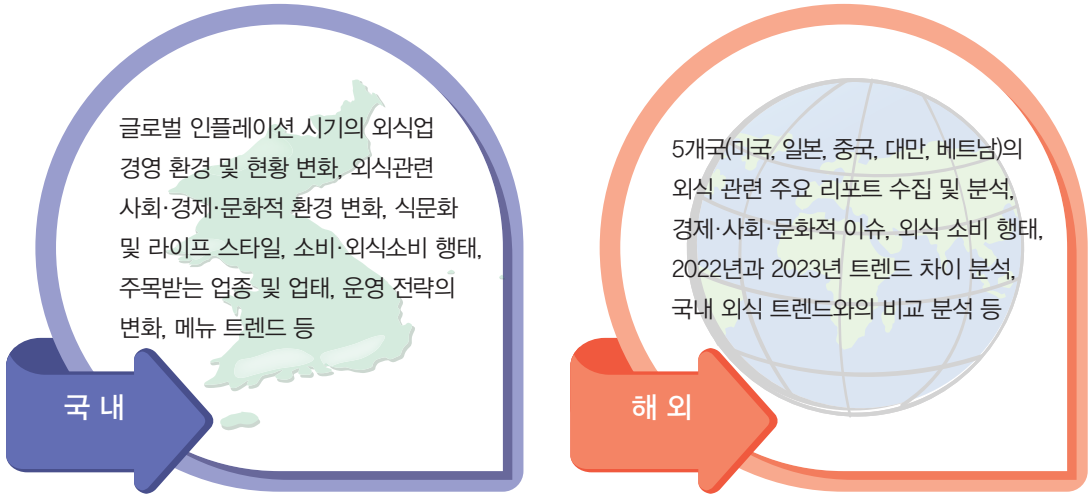 글로벌 인플레이션 시기의 외식업
경영 환경 및 현황 변화, 외식관련
사회·경제·문화적 환경 변화, 식문화
및 라이프 스타일, 소비·외식소비 행태,
주목받는 업종 및 업태, 운영 전략의
변화, 메뉴 트렌드 등
국 내
5개국(미국, 일본, 중국, 대만, 베트남)의
외식 관련 주요 리포트 수집 및 분석,
경제·사회·문화적 이슈, 외식 소비 행태,
2022년과 2023년 트렌드 차이 분석,
국내 외식 트렌드와의 비교 분석 등
해 외